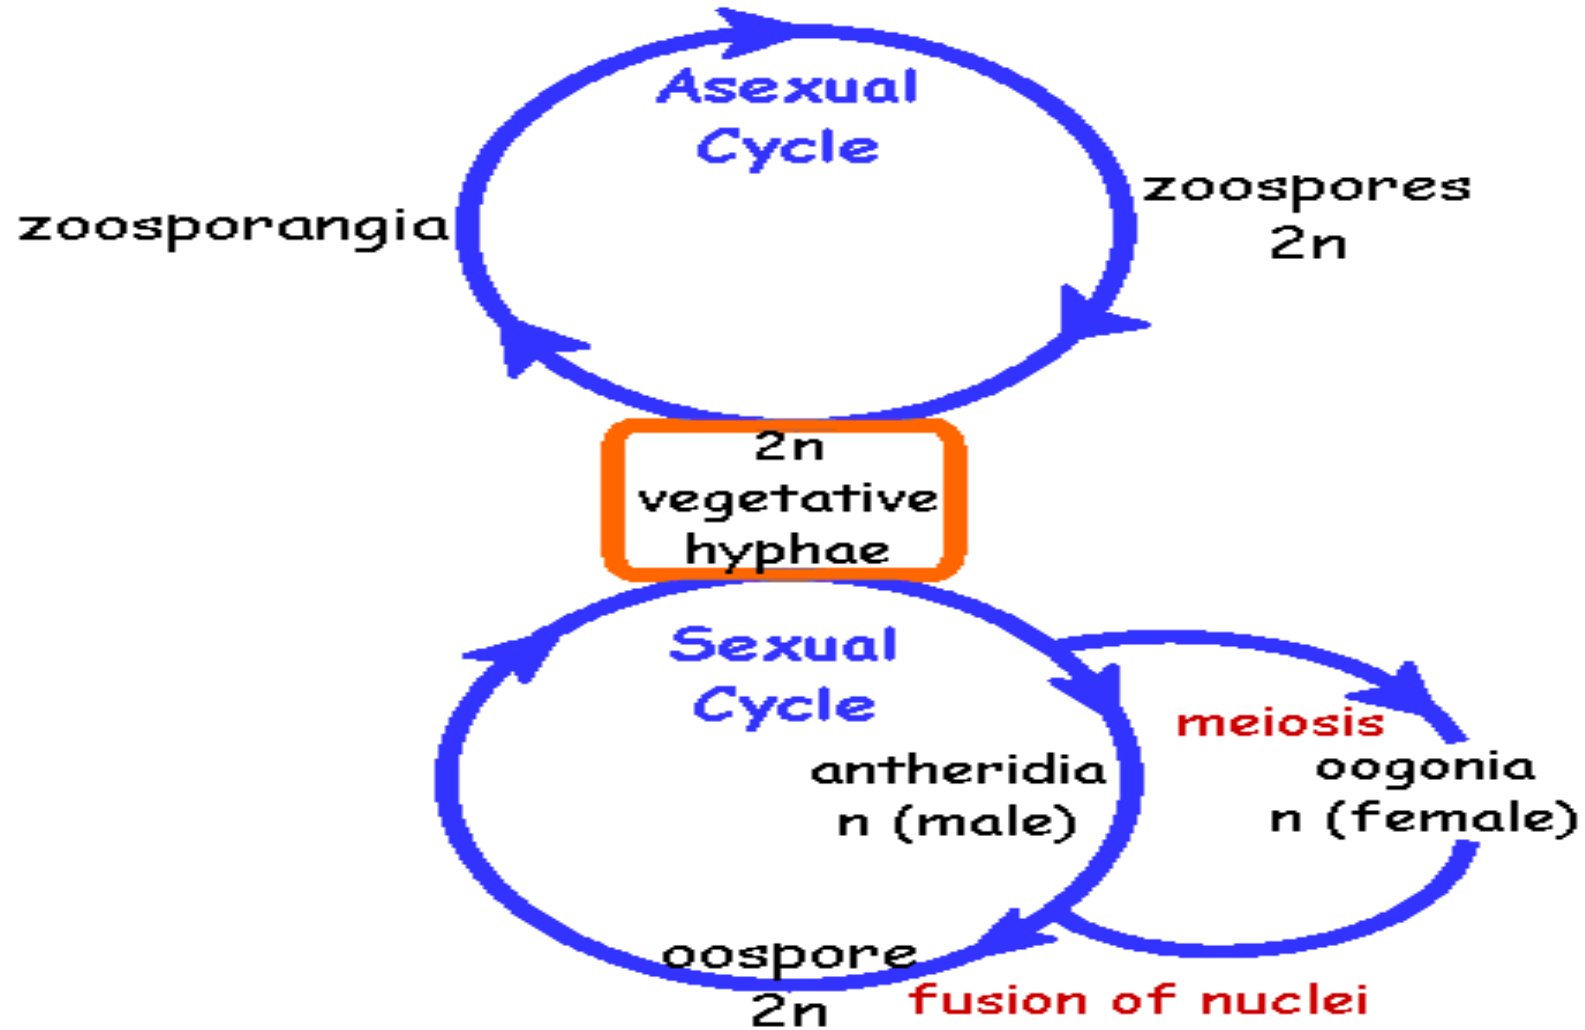 Asexual
Cycle
zoosporangia
zoospores
2n
2n
vegetative
hyphae
Sexual
Cycle
meiosis
antheridia
n (male)
oogonia
n (female)
oospore
2n
fusion of nuclei